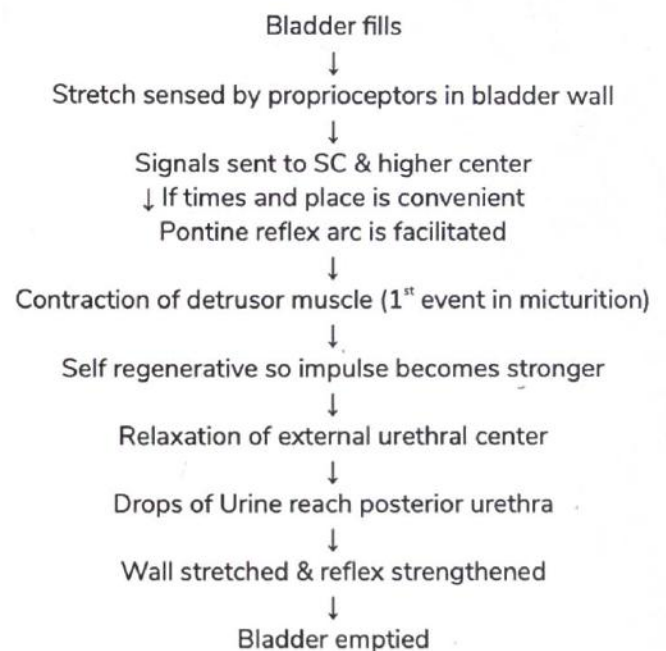 Bladder fills
↓
Stretch sensed by proprioceptors in bladder wall
↓
Signals sent to SC & higher center
↓ If times and place is convenient
Pontine reflex arc is facilitated
↓
Contraction of detrusor muscle (1st event in micturition)
↓
Self regenerative so impulse becomes stronger
↓
Relaxation of external urethral center
↓
Drops of Urine reach posterior urethra
↓
Wall stretched & reflex strengthened
↓
Bladder emptied